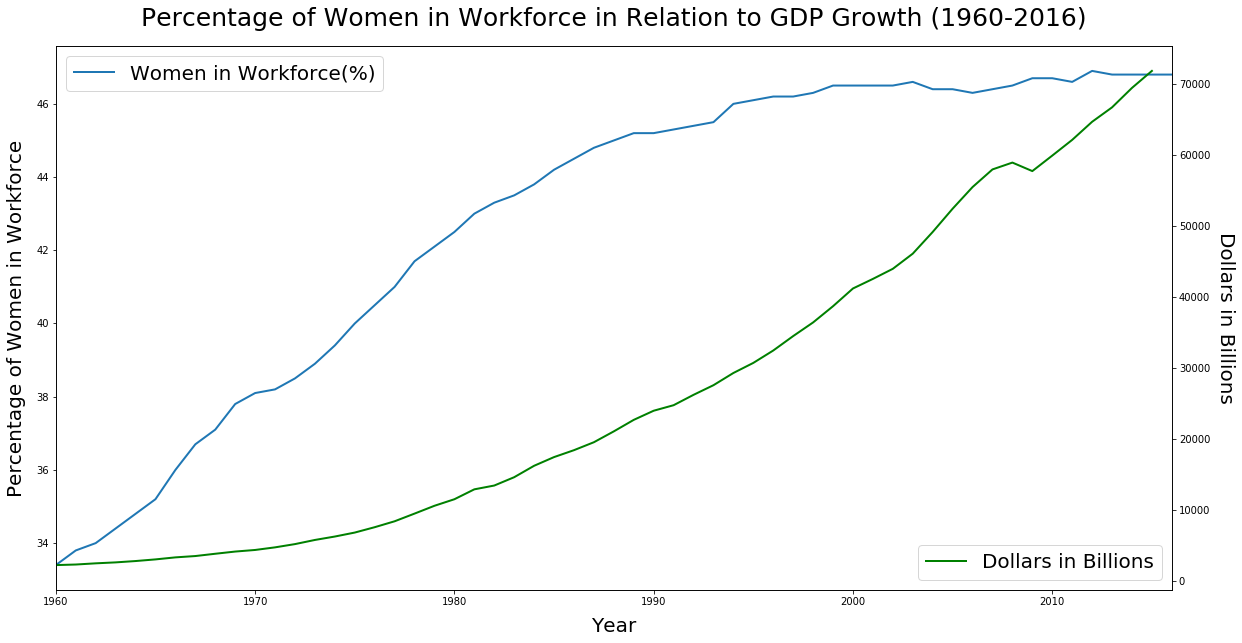 Percentage of Women in Workforce in Relation to GDP Growth (1960-2016)
Women in Workforce(%)
Percentage of Women in Workforce
46
44
42
40
38
36
34
70000
60000
50000
40000
30000
20000
10000
0
Dollars in Billions
Dollars in Billions
1960 1970 1980 1990 2000 2010
Year